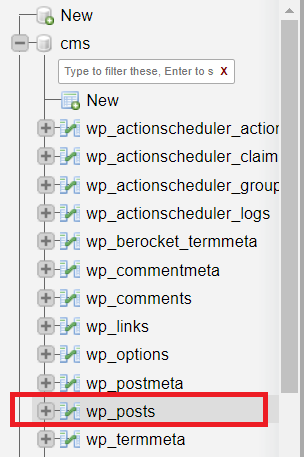 New
cms
Type to filter these, Enter to s X
New
wp_actionscheduler_action
wp_actionscheduler_claim
wp_actionscheduler_group
wp_actionscheduler_logs
wp_berocket_termmeta
wp_commentmeta
wp_comments
wp_links
wp_options
wp_postmeta
wp_posts
wp_termmeta